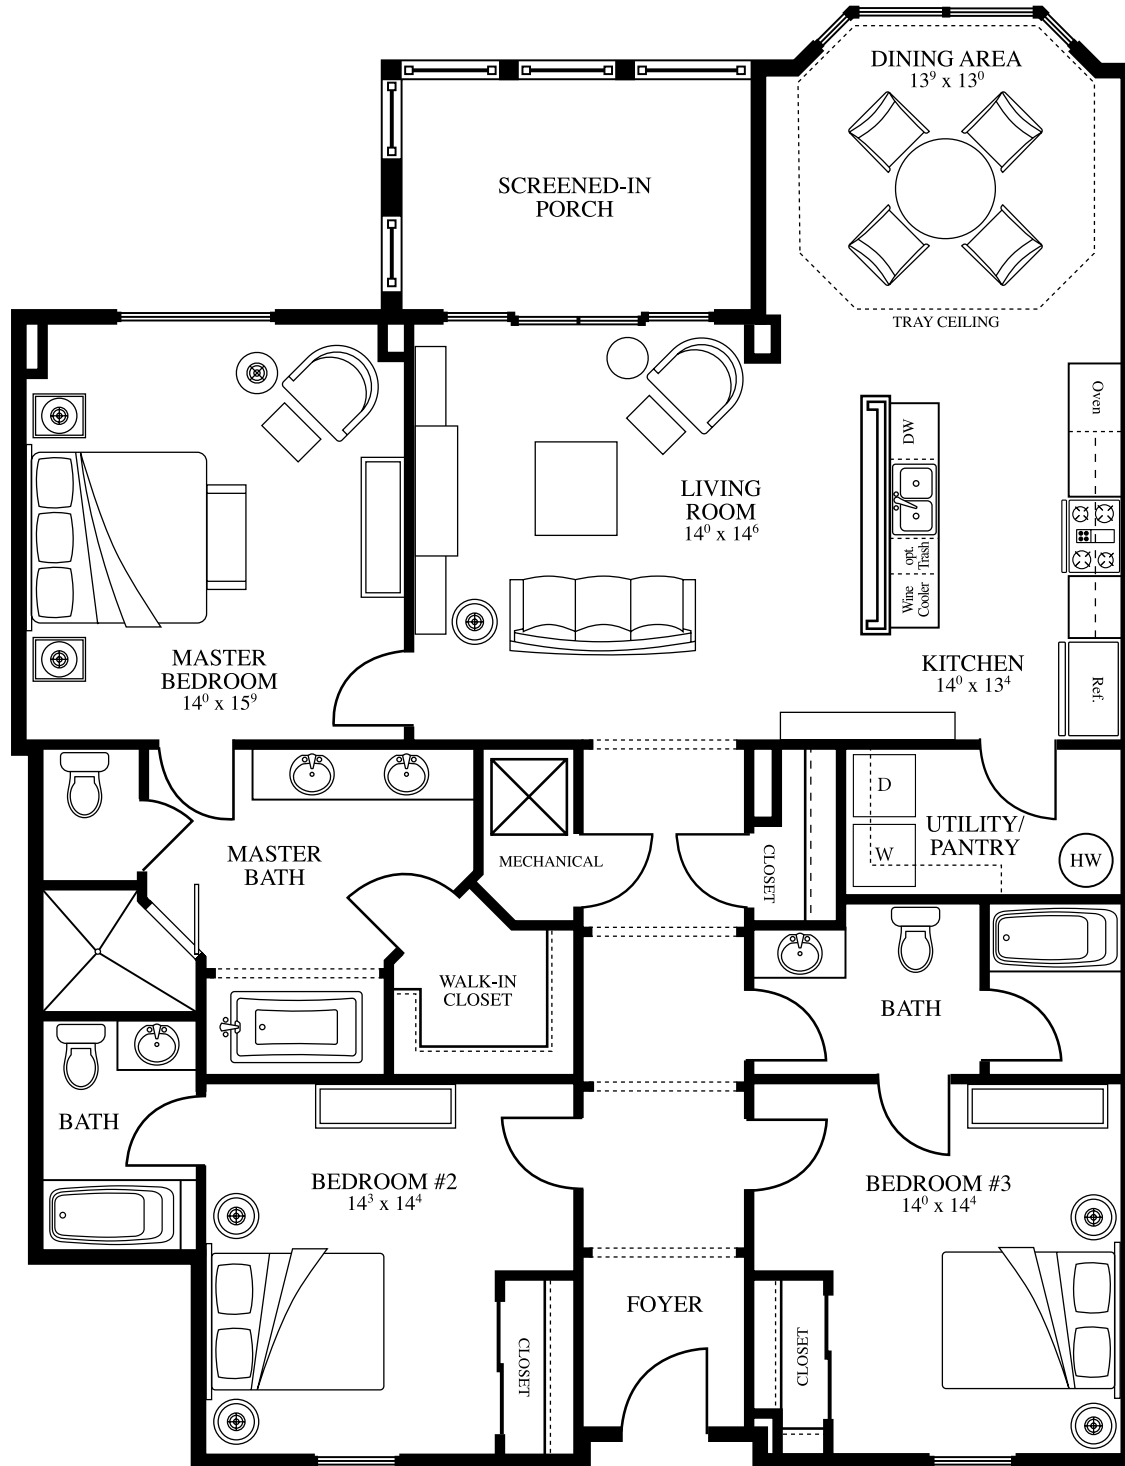 DINING AREA
13⁹ x 13⁰
SCREENED-IN
PORCH
TRAY CEILING
Oven
DW
LIVING
ROOM
14⁰ x 14⁶
opt.
Trash
Wine
Cooler
MASTER
BEDROOM
14⁰ x 15⁹
KITCHEN
14⁰ x 13⁴
Ref.
D
W
UTILITY/
PANTRY
HW
MASTER
BATH
MECHANICAL
CLOSET
WALK-IN
CLOSET
BATH
BATH
BEDROOM #2
14³ x 14⁴
BEDROOM #3
14⁰ x 14⁴
FOYER
CLOSET
CLOSET